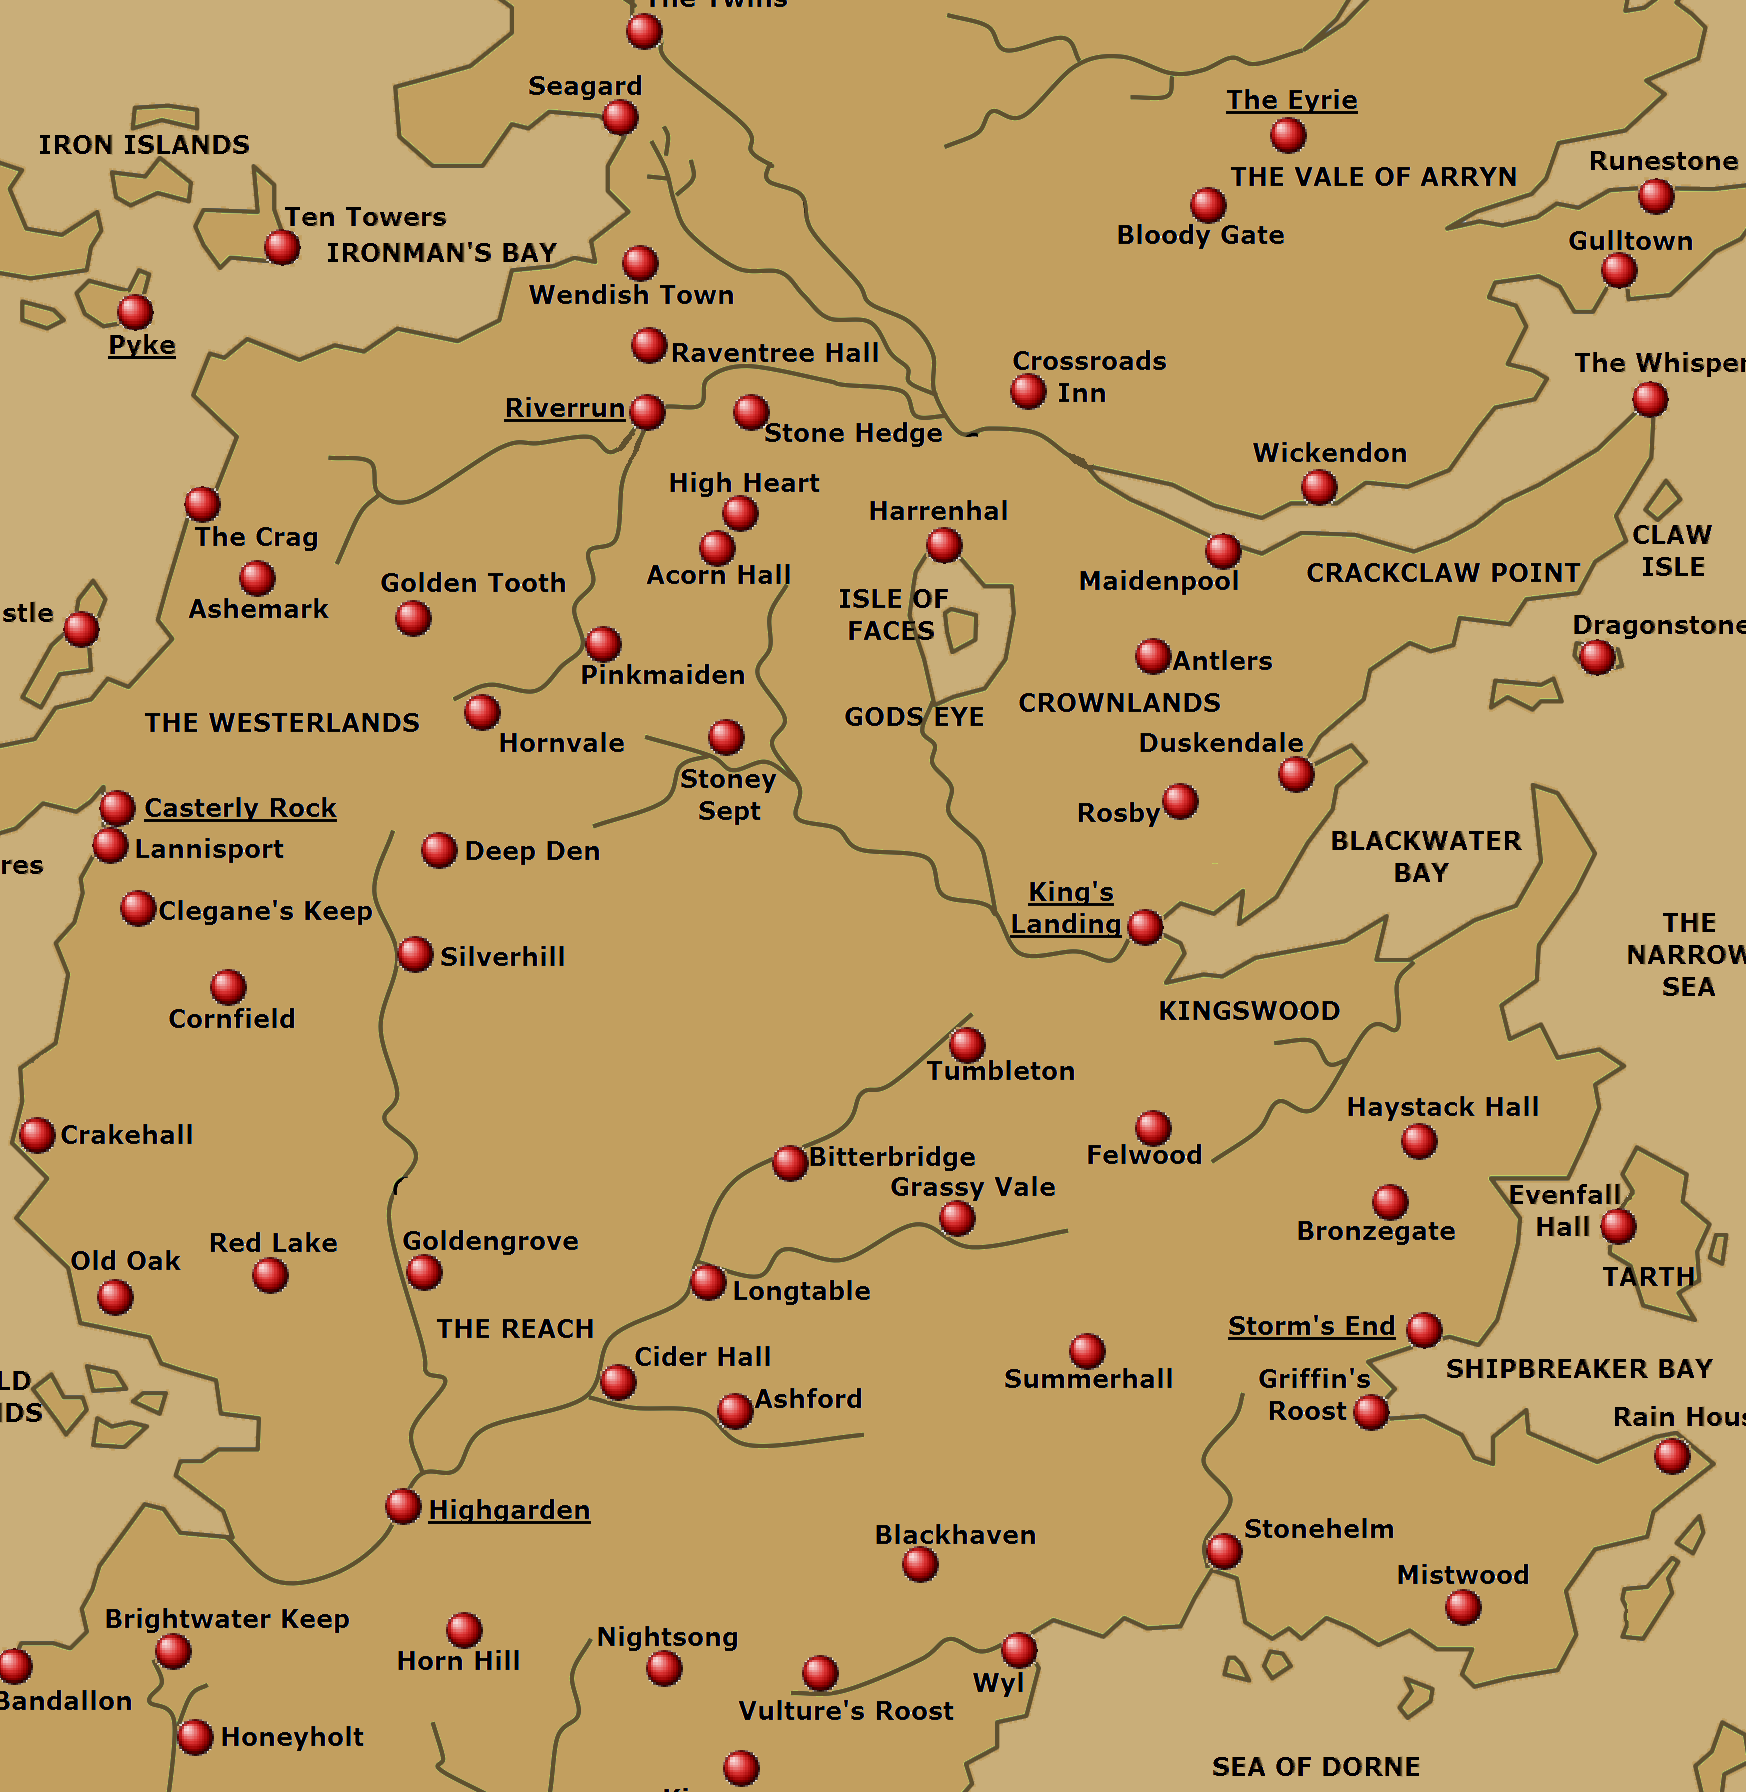 The Twins
Seagard
The Eyrie
IRON ISLANDS
Runestone
THE VALE OF ARRYN
Ten Towers
Bloody Gate
Gulltown
IRONMAN'S BAY
Wendish Town
Pyke
Raventree Hall
Crossroads
Inn
The Whisper
Riverrun
Stone Hedge
Wickendon
High Heart
Harrenhal
The Crag
CLAW
ISLE
Acorn Hall
Golden Tooth
Maidenpool
CRACKCLAW POINT
Ashemark
ISLE OF
FACES
stle
Dragonstone
Antlers
Pinkmaiden
CROWNLANDS
THE WESTERLANDS
GODS EYE
Hornvale
Duskendale
Stoney
Sept
Casterly Rock
Rosby
BLACKWATER
BAY
Lannisport
Deep Den
res
King's
Landing
Clegane's Keep
THE
NARROW
SEA
Silverhill
Cornfield
KINGSWOOD
Tumbleton
Haystack Hall
Crakehall
Bitterbridge
Felwood
Grassy Vale
Evenfall
Hall
Bronzegate
Red Lake
Goldengrove
Old Oak
TARTH
Longtable
THE REACH
Storm's End
Cider Hall
SHIPBREAKER BAY
Summerhall
Griffin's
Roost
LD
NDS
Ashford
Rain Hous
Highgarden
Stonehelm
Blackhaven
Mistwood
Brightwater Keep
Nightsong
Horn Hill
Wyl
Bandallon
Vulture's Roost
Honeyholt
SEA OF DORNE